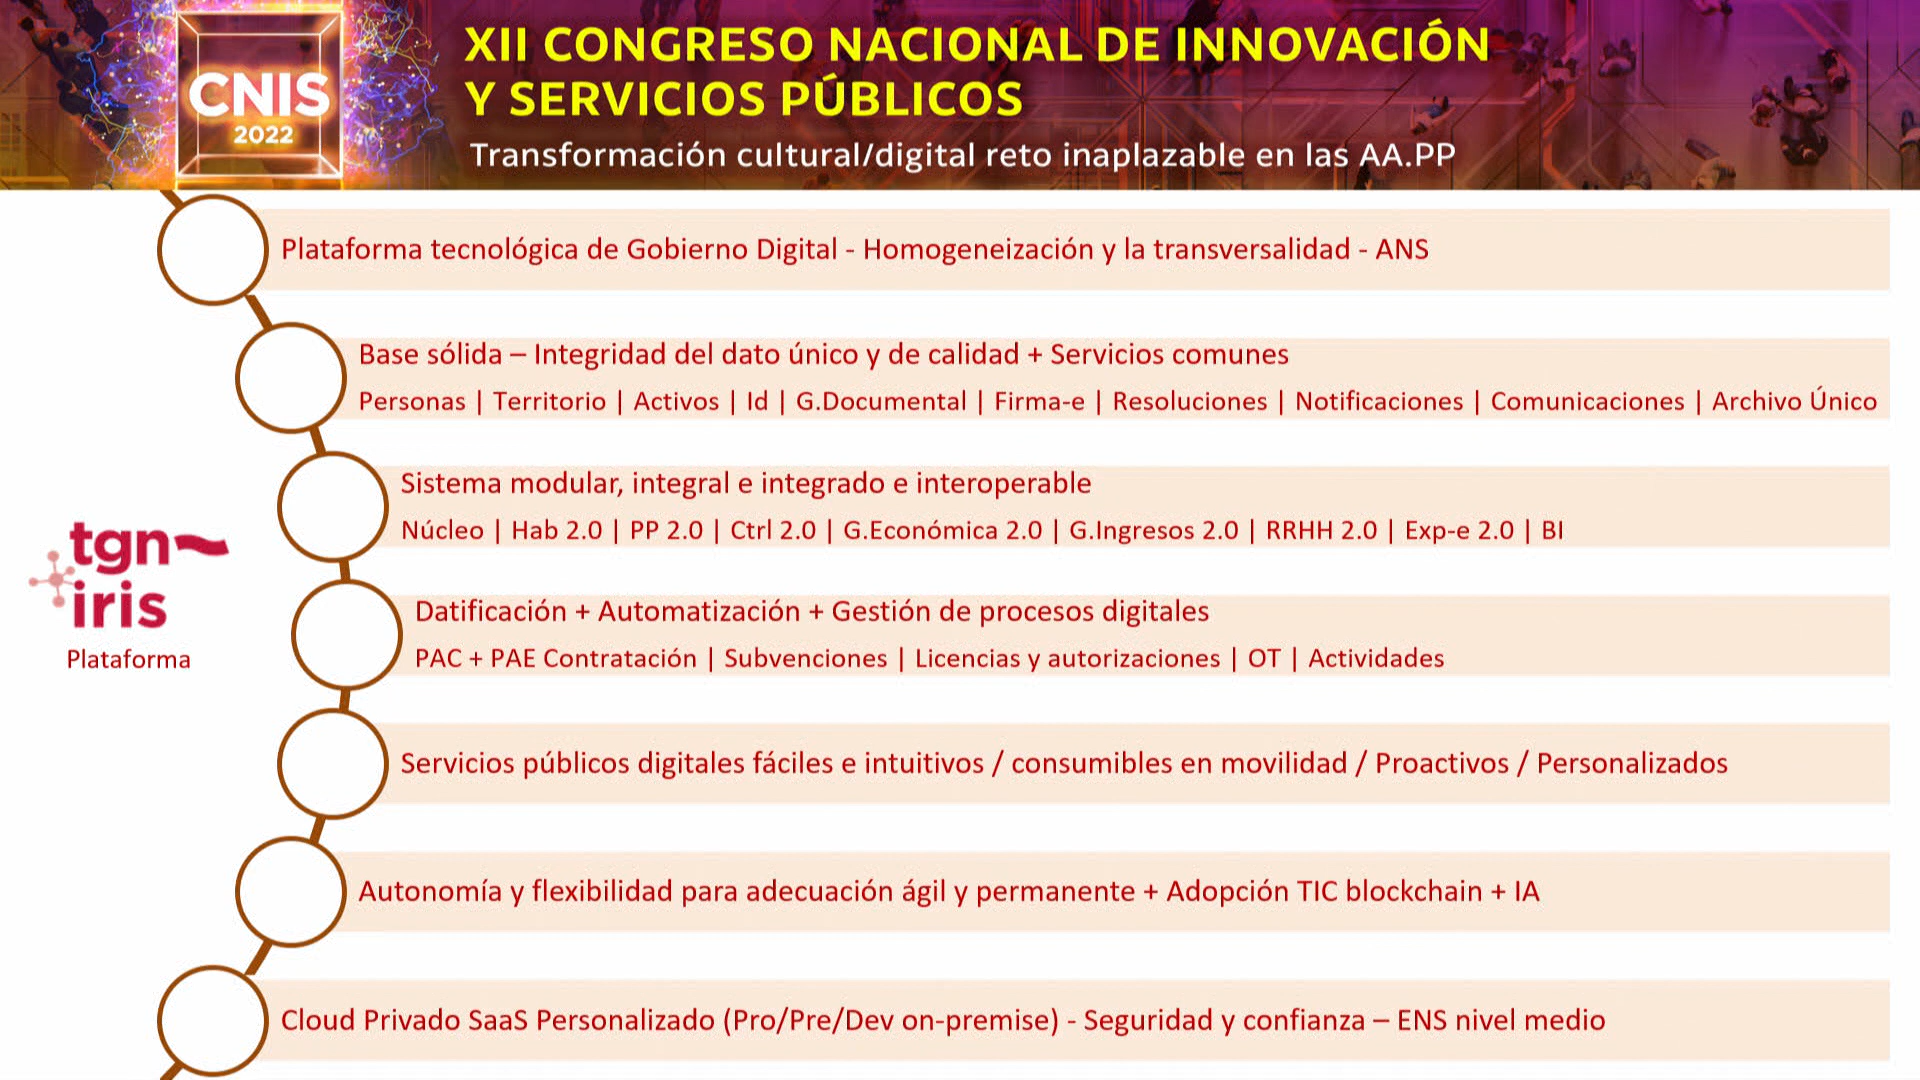 CNIS
2022
XII CONGRESO NACIONAL DE INNOVACIÓN
Y SERVICIOS PÚBLICOS
Transformación cultural/digital reto inaplazable en las AA.PP
Plataforma tecnológica de Gobierno Digital - Homogeneización y la transversalidad - ANS
Base sólida – Integridad del dato único y de calidad + Servicios comunes
Personas | Territorio | Activos | Id | G.Documental | Firma-e | Resoluciones | Notificaciones | Comunicaciones | Archivo Único
Sistema modular, integral e integrado e interoperable
Núcleo | Hab 2.0 | PP 2.0 | Ctrl 2.0 | G.Económica 2.0 | G.Ingresos 2.0 | RRHH 2.0 | Exp-e 2.0 | BI
tgn
iris
Plataforma
Datificación + Automatización + Gestión de procesos digitales
PAC + PAE Contratación | Subvenciones | Licencias y autorizaciones | OT | Actividades
Servicios públicos digitales fáciles e intuitivos / consumibles en movilidad / Proactivos / Personalizados
Autonomía y flexibilidad para adecuación ágil y permanente + Adopción TIC blockchain + IA
Cloud Privado SaaS Personalizado (Pro/Pre/Dev on-premise) - Seguridad y confianza – ENS nivel medio